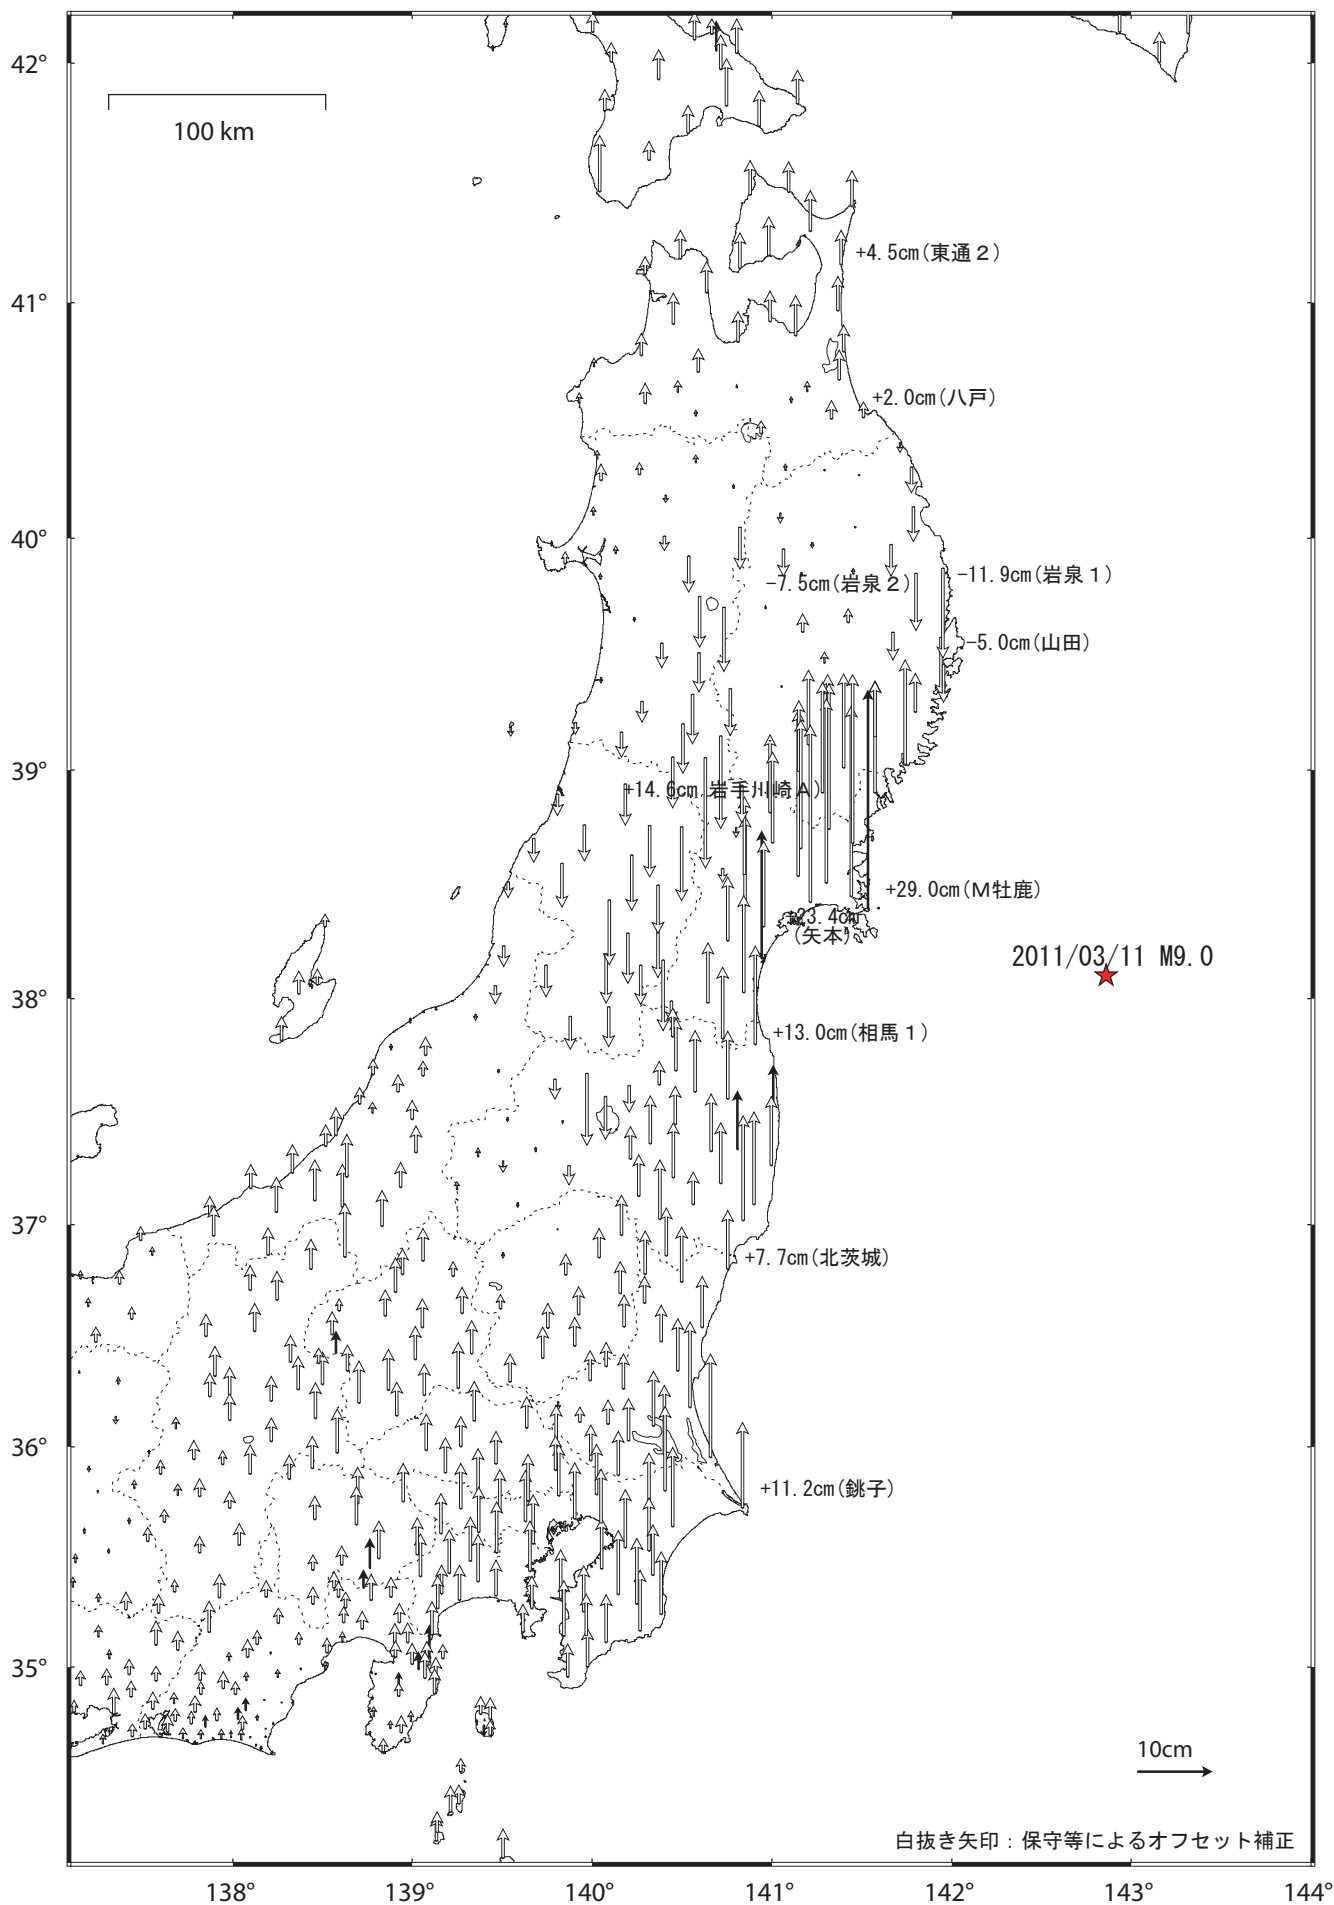 42°
100 km
+4.5cm(東通２)
41°
+2.0cm(八戸)
40°
-11.9cm(岩泉１)
-7.5cm(岩泉２)
-5.0cm(山田)
39°
+14.6cm 岩手川崎Ａ)
+29.0cm(Ｍ牡鹿)
+23.4cm
(矢本)
2011/03/11 M9.0
38°
+13.0cm(相馬１)
37°
+7.7cm(北茨城)
36°
+11.2cm(銚子)
35°
10cm
白抜き矢印：保守等によるオフセット補正
138° 139° 140° 141° 142° 143° 144°